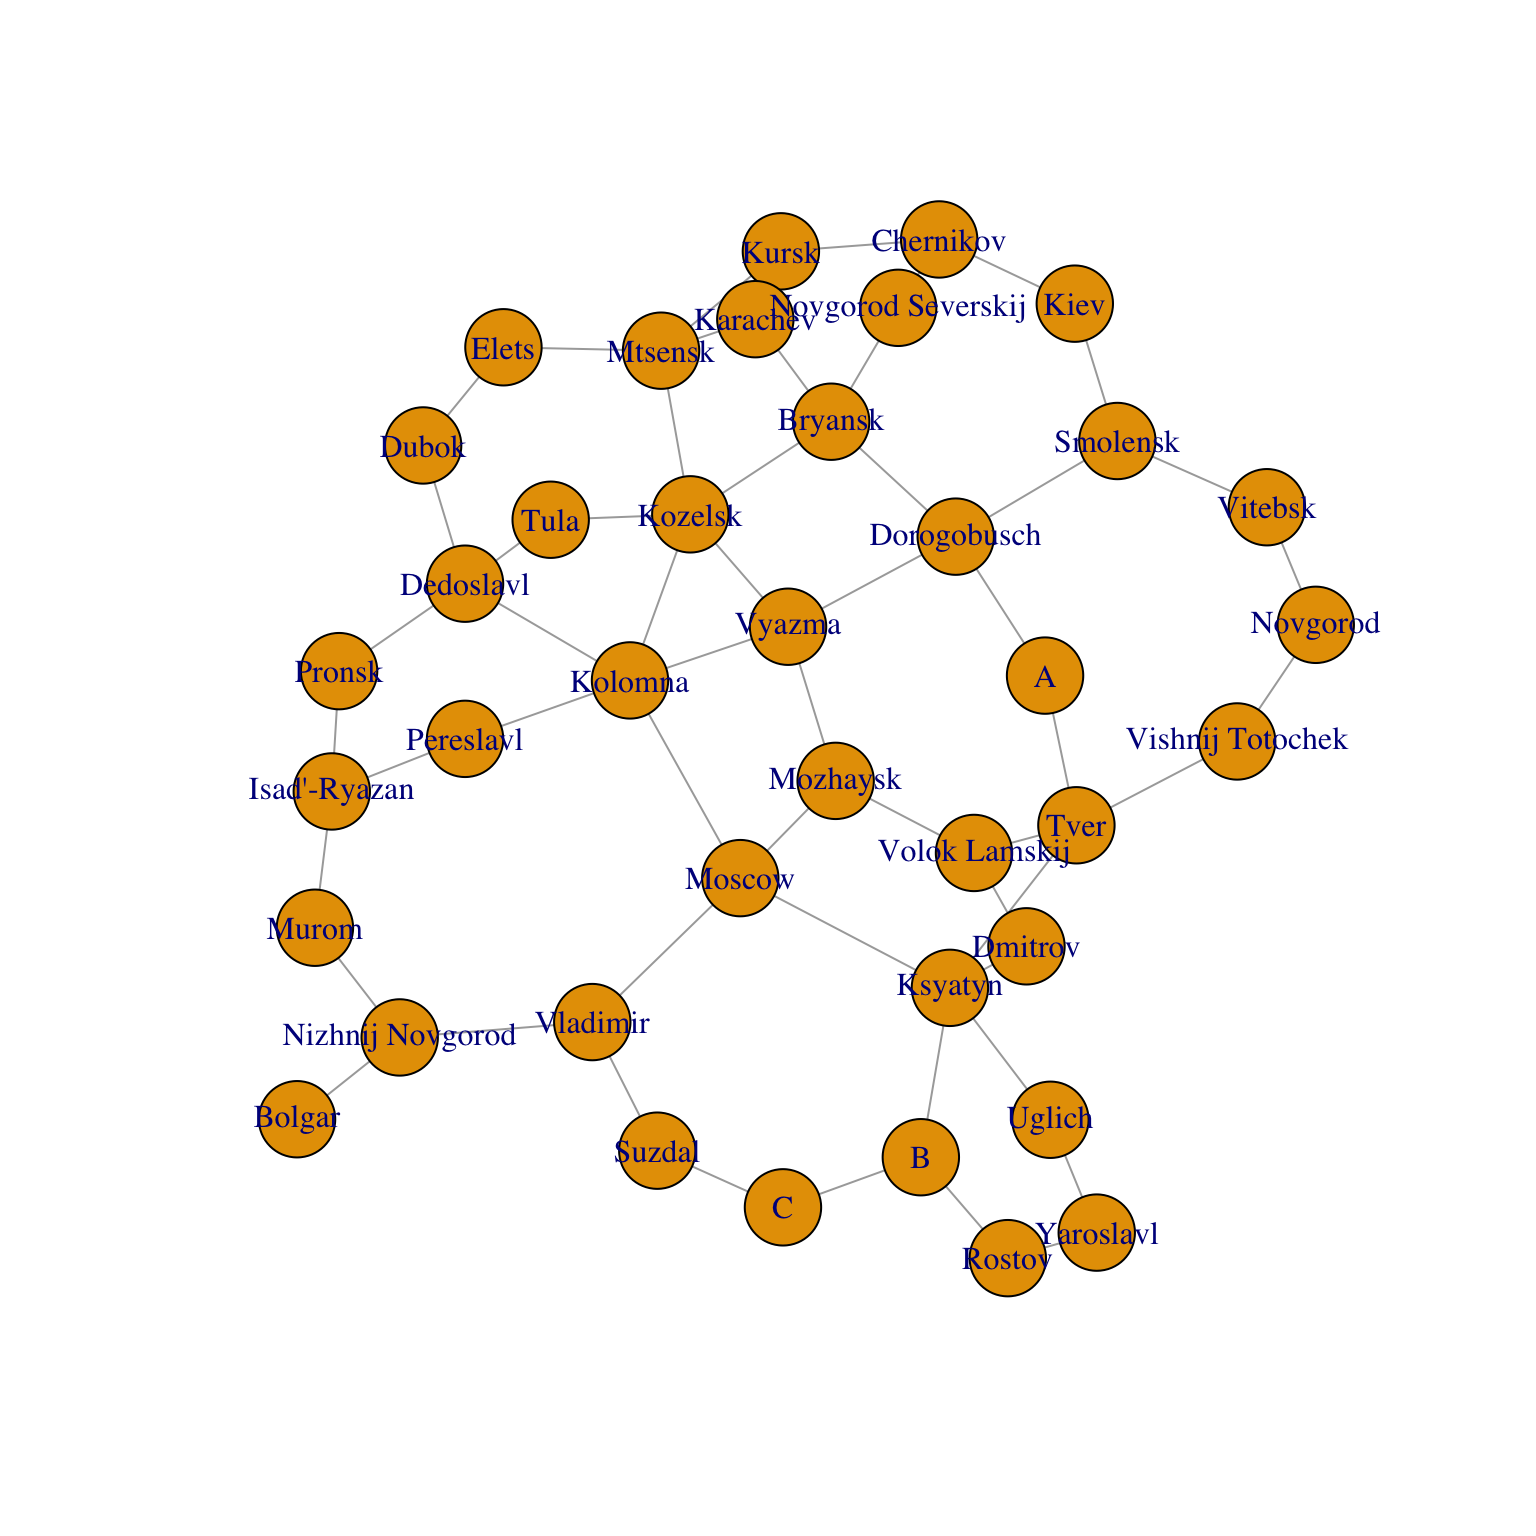 Chernikov
Kursk
Novgorod Severskij
Kiev
Karachev
Elets
Mtsensk
Bryansk
Smolensk
Dubok
Vitebsk
Kozelsk
Tula
Dorogobusch
Dedoslavl
Vyazma
Novgorod
Pronsk
A
Kolomna
Pereslavl
Vishnij Totochek
Mozhaysk
Isad'-Ryazan
Tver
Volok Lamskij
Moscow
Murom
Dmitrov
Ksyatyn
Vladimir
Nizhnij Novgorod
Bolgar
Uglich
Suzdal
B
C
Yaroslavl
Rostov